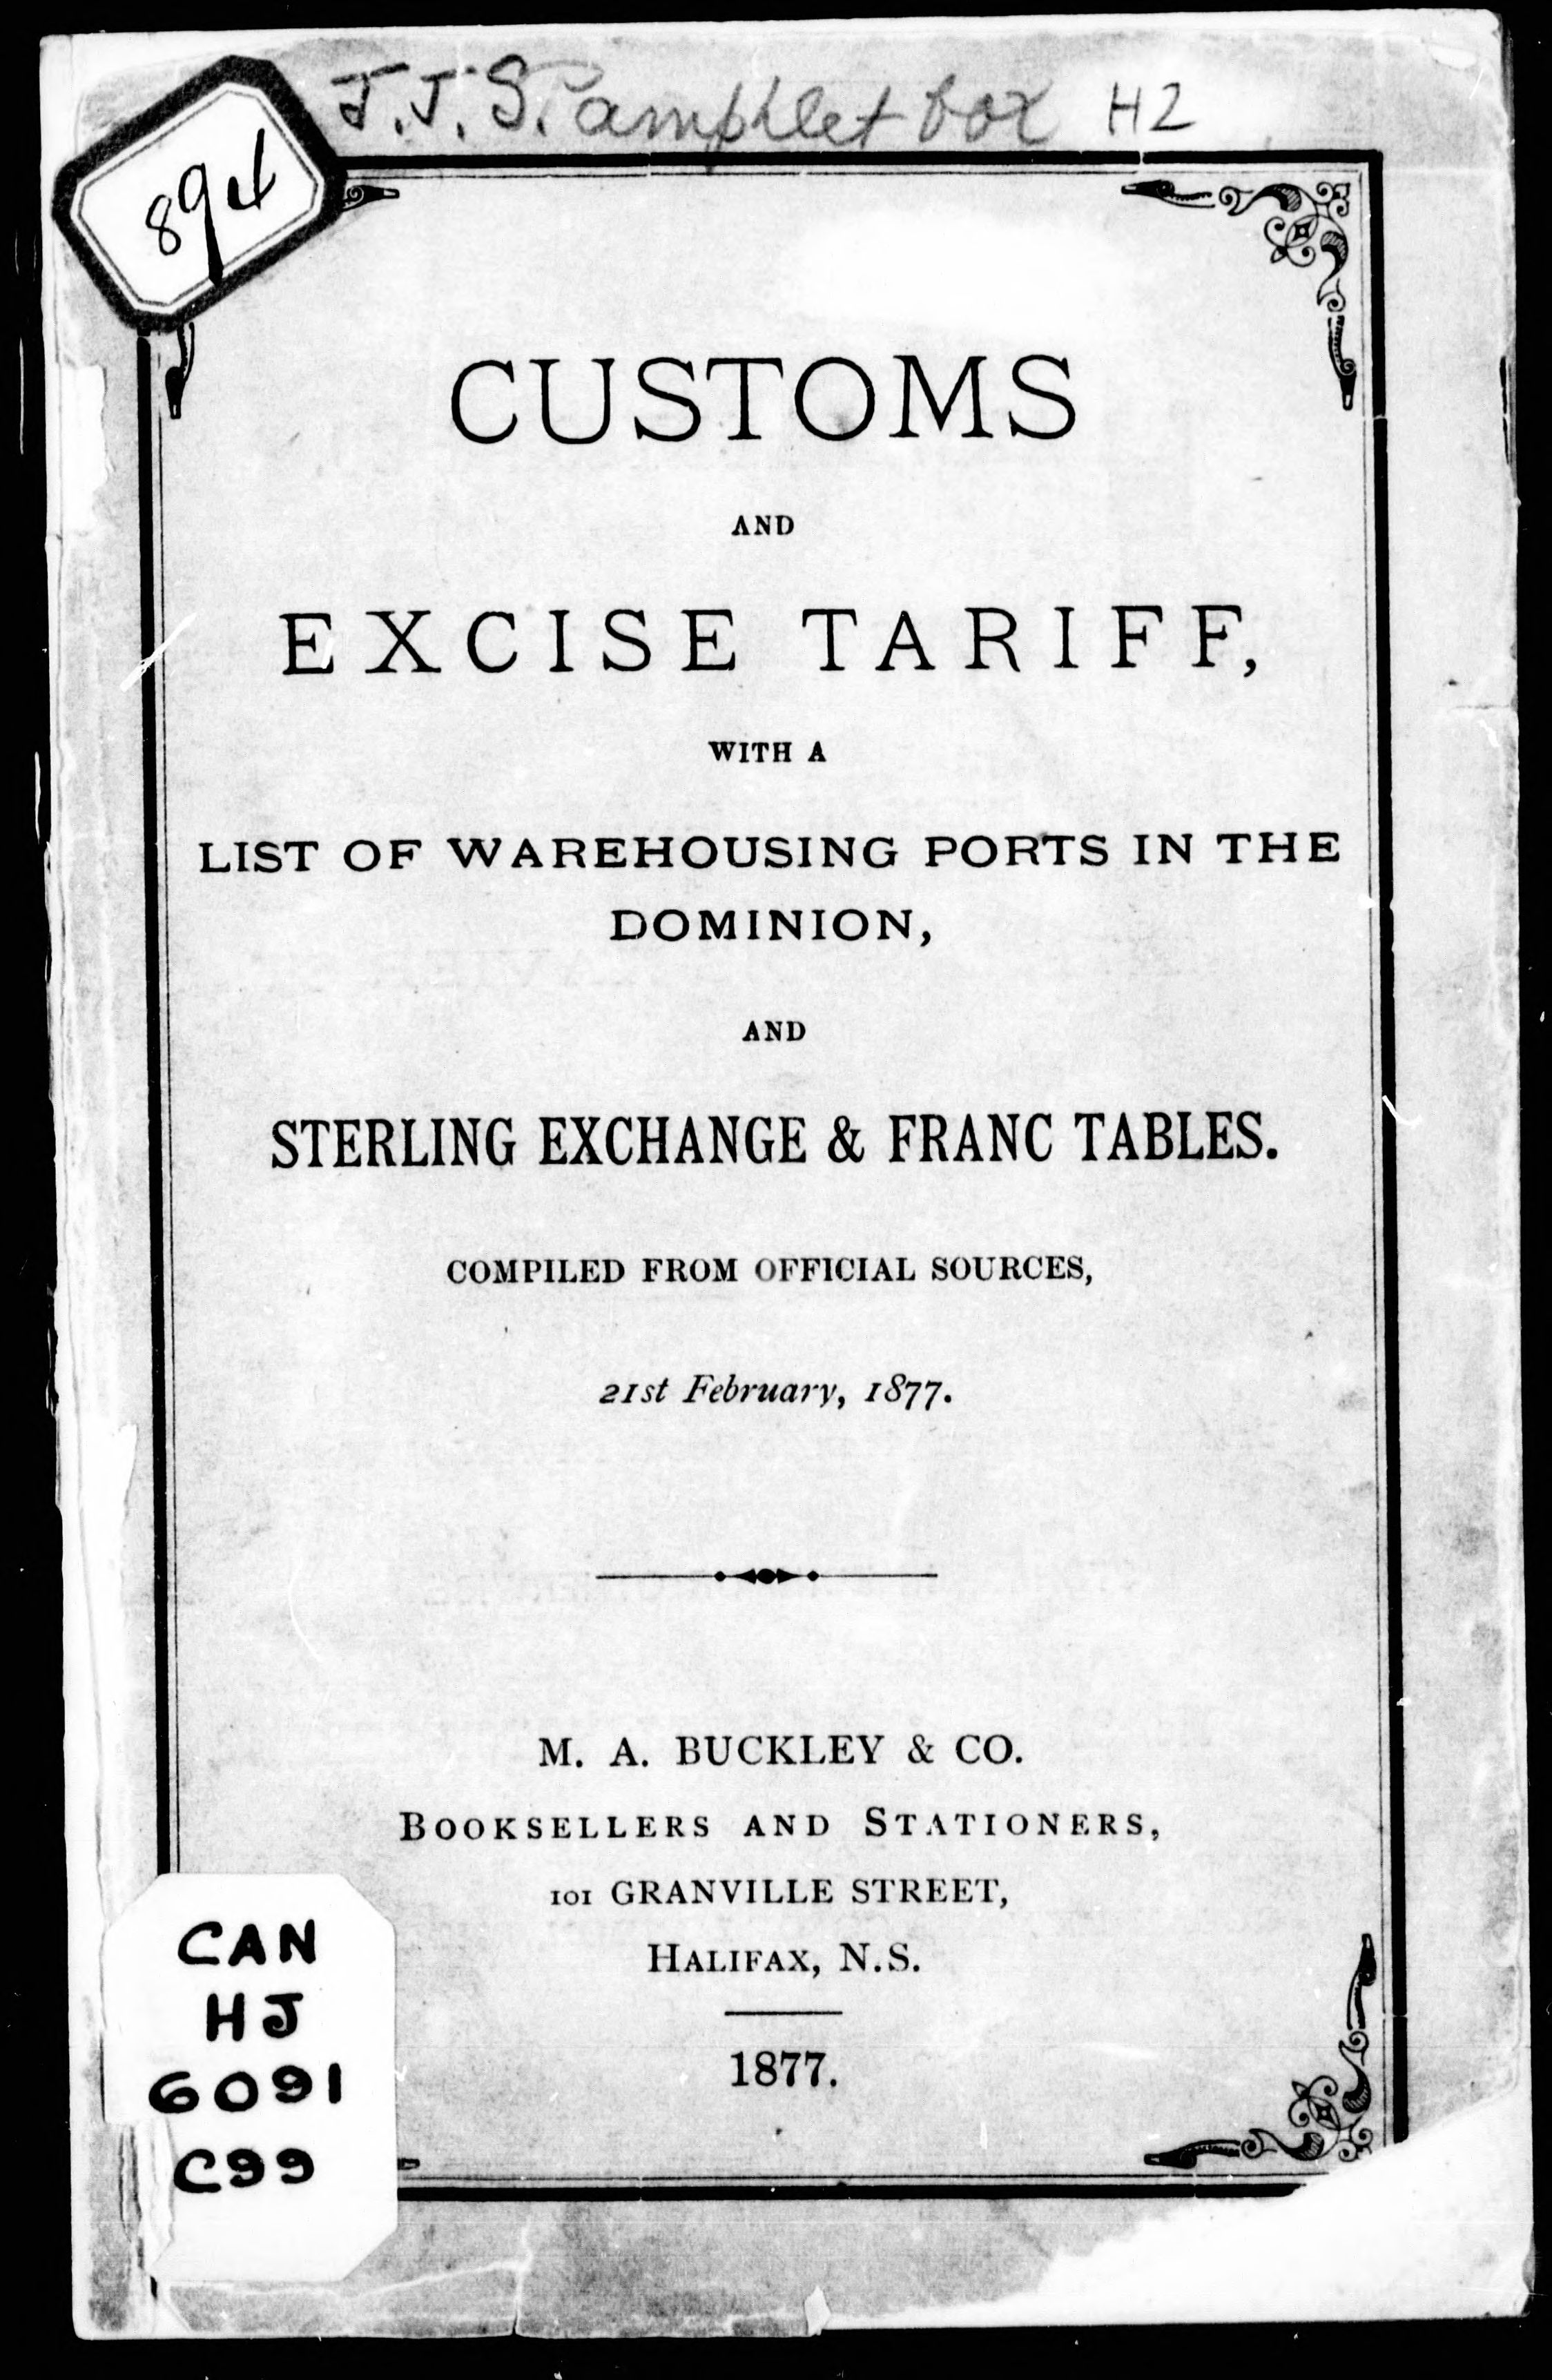 J. J. S. Pamphlet box H2
894
CUSTOMS
AND
EXCISE TARIFF,
WITH A
LIST OF WAREHOUSING PORTS IN THE
DOMINION,
AND
STERLING EXCHANGE & FRANC TABLES.
COMPILED FROM OFFICIAL SOURCES,
21st February, 1877.
M. A. BUCKLEY & CO.
BOOKSELLERS AND STATIONERS,
101 GRANVILLE STREET,
HALIFAX, N.S.
1877.
CAN
HJ
6091
C99